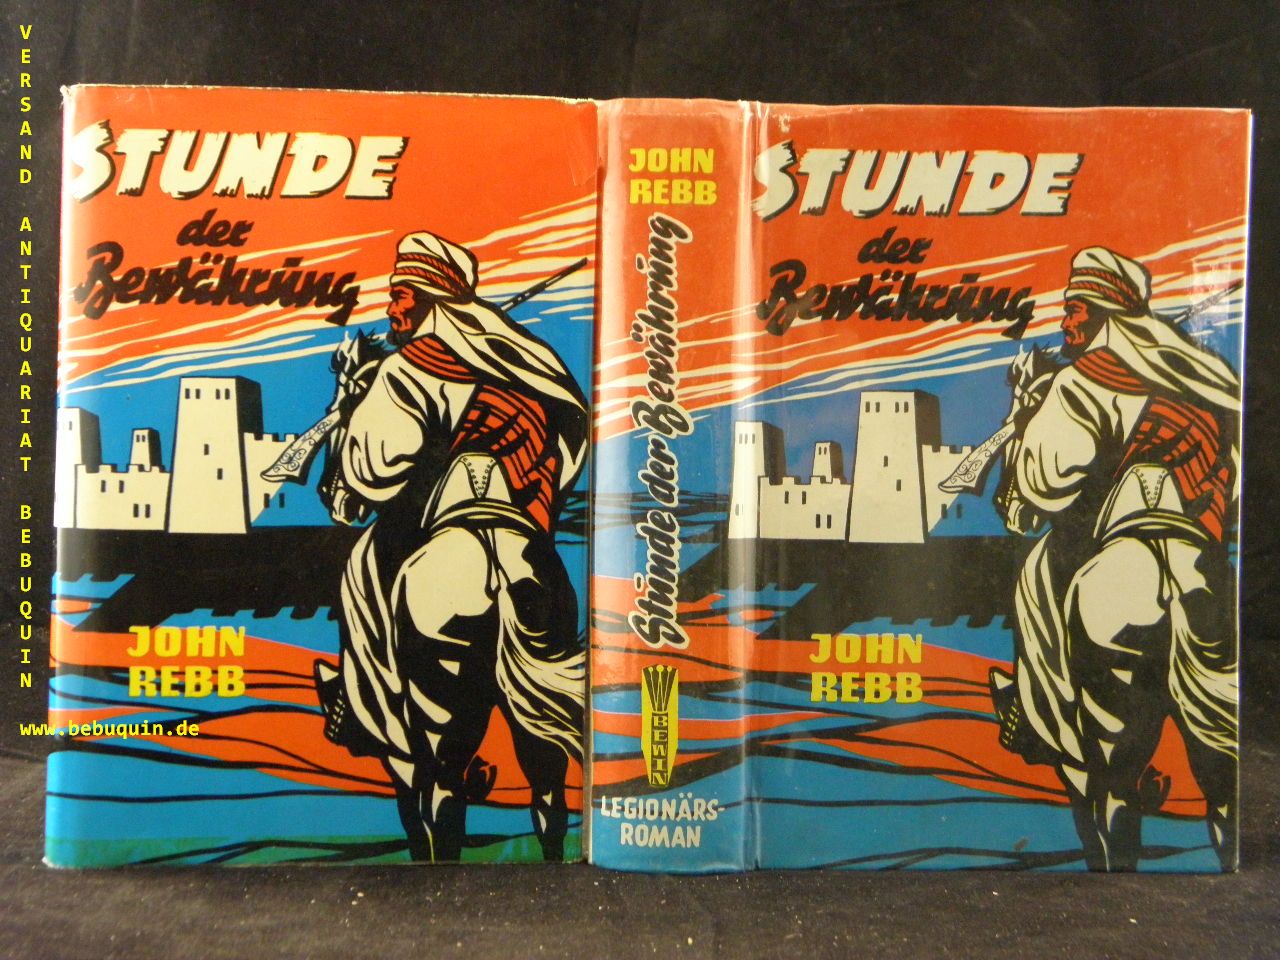 VERSAND ANTIQUARIAT BEBUQUIN
www.bebuquin.de
STUNDE
der
Bewährung
JOHN
REBB
JOHN
REBB
Stunde der Bewährung
BEWIN
LEGIONÄRS-
ROMAN
STUNDE
der
Bewährung
JOHN
REBB